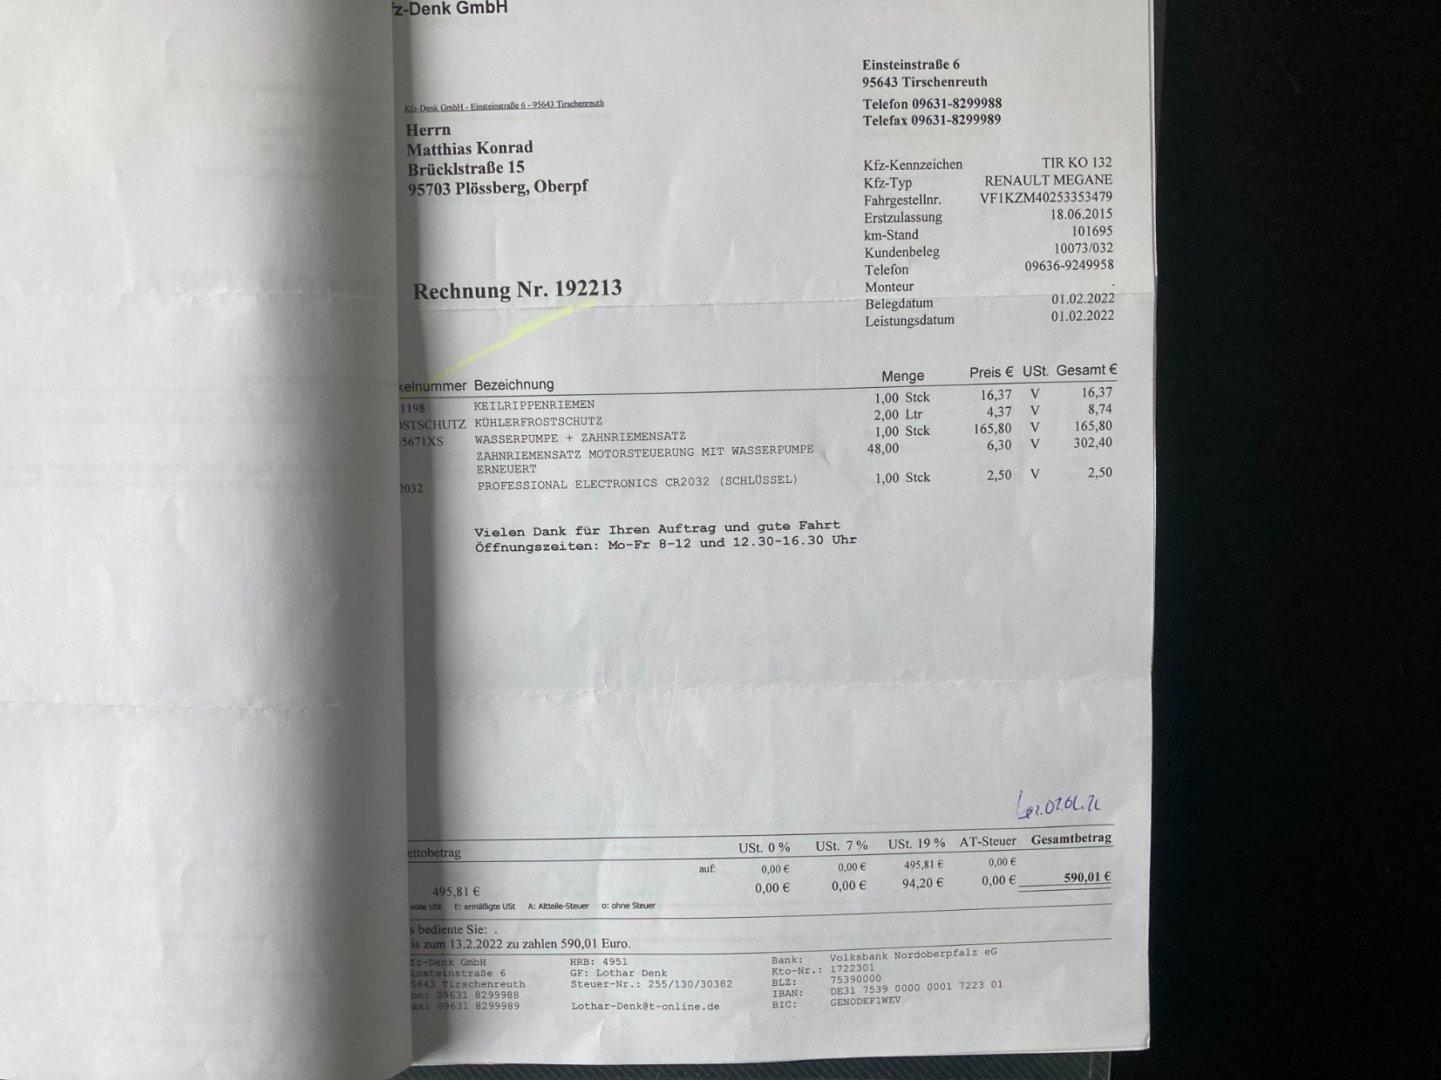 z-Denk GmbH
Einsteinstraße 6
95643 Tirschenreuth
Telefon 09631-8299988
Telefax 09631-8299989
Kfz-Denk GmbH - Einsteinstraße 6 - 95643 Tirschenreuth
Herrn
Matthias Konrad
Brücklstraße 15
95703 Plössberg, Oberpf
Kfz-Kennzeichen TIR KO 132
Kfz-Typ RENAULT MEGANE
Fahrgestellnr. VF1KZM40253353479
Erstzulassung 18.06.2015
km-Stand 101695
Kundenbeleg 10073/032
Telefon 09636-9249958
Monteur .
Belegdatum 01.02.2022
Leistungsdatum 01.02.2022
Rechnung Nr. 192213
kelnummer Bezeichnung Menge Preis € USt. Gesamt €
1198 KEILRIPPENRIEMEN 1,00 Stck 16,37 V 16,37
OSTSCHUTZ KÜHLERFROSTSCHUTZ 2,00 Ltr 4,37 V 8,74
5671XS WASSERPUMPE + ZAHNRIEMENSATZ 1,00 Stck 165,80 V 165,80
ZAHNRIEMENSATZ MOTORSTEUERUNG MIT WASSERPUMPE 48,00 6,30 V 302,40
ERNEUERT
2032 PROFESSIONAL ELECTRONICS CR2032 (SCHLÜSSEL) 1,00 Stck 2,50 V 2,50
Vielen Dank für Ihren Auftrag und gute Fahrt
Öffnungszeiten: Mo-Fr 8-12 und 12.30-16.30 Uhr
ettobetrag USt. 0 % USt. 7 % USt. 19 % AT-Steuer Gesamtbetrag
auf: 0,00 € 0,00 € 495,81 € 0,00 €
495,81 € 0,00 € 0,00 € 94,20 € 0,00 € 590,01 €
volle USt E: ermäßigte USt A: Altteile-Steuer o: ohne Steuer
s bediente Sie: .
is zum 13.2.2022 zu zahlen 590,01 Euro.
fz-Denk GmbH HRB: 4951 Bank: Volksbank Nordoberpfalz eG
insteinstraße 6 GF: Lothar Denk Kto-Nr.: 1722301
5643 Tirschenreuth Steuer-Nr.: 255/130/30382 BLZ: 75390000
on: 09631 8299988 IBAN: DE31 7539 0000 0001 7223 01
ax: 09631 8299989 Lothar-Denk@t-online.de BIC: GENODEF1WEV